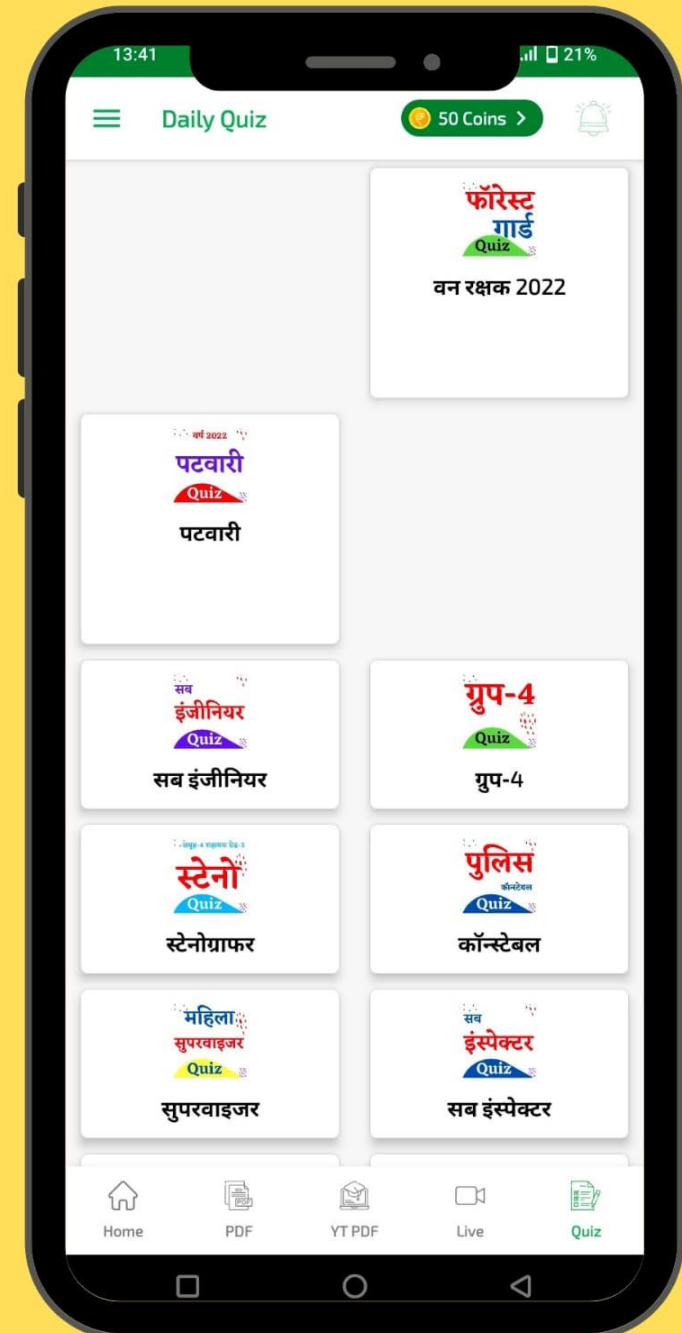 13:41
21%
Daily Quiz
50 Coins >
फॉरेस्ट
गार्ड
Quiz
वन रक्षक 2022
वर्ष 2022
पटवारी
Quiz
पटवारी
सब
इंजीनियर
Quiz
सब इंजीनियर
ग्रुप-4
Quiz
ग्रुप-4
स्टेनो
Quiz
स्टेनोग्राफर
पुलिस
कॉन्स्टेबल
Quiz
कॉन्स्टेबल
महिला
सुपरवाइजर
Quiz
सुपरवाइजर
सब
इंस्पेक्टर
Quiz
सब इंस्पेक्टर
Home
PDF
PDF
YT PDF
Live
Quiz